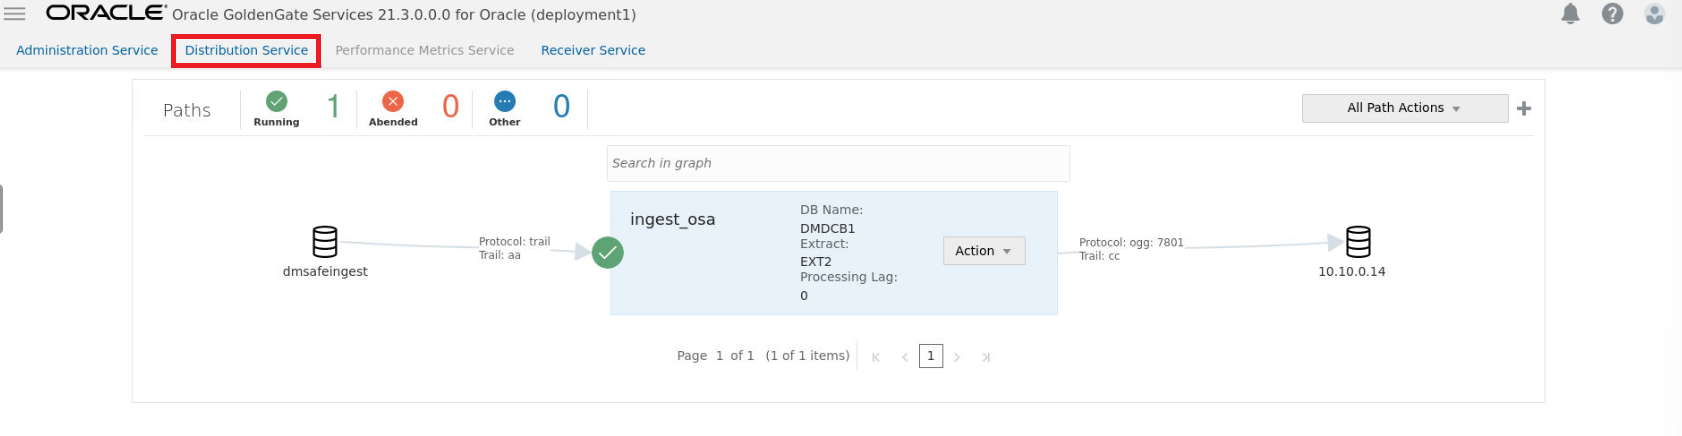 ORACLE Oracle GoldenGate Services 21.3.0.0.0 for Oracle (deployment1)
Administration Service Distribution Service Performance Metrics Service Receiver Service
Paths Running 1 Abended 0 Other 0 All Path Actions
Search in graph
ingest_osa
DB Name:
DMDCB1
Extract:
EXT2
Processing Lag:
0
Action
Protocol: trail
Trail: aa
dmsafeingest
Protocol: ogg: 7801
Trail: cc
10.10.0.14
Page 1 of 1 (1 of 1 items) 1